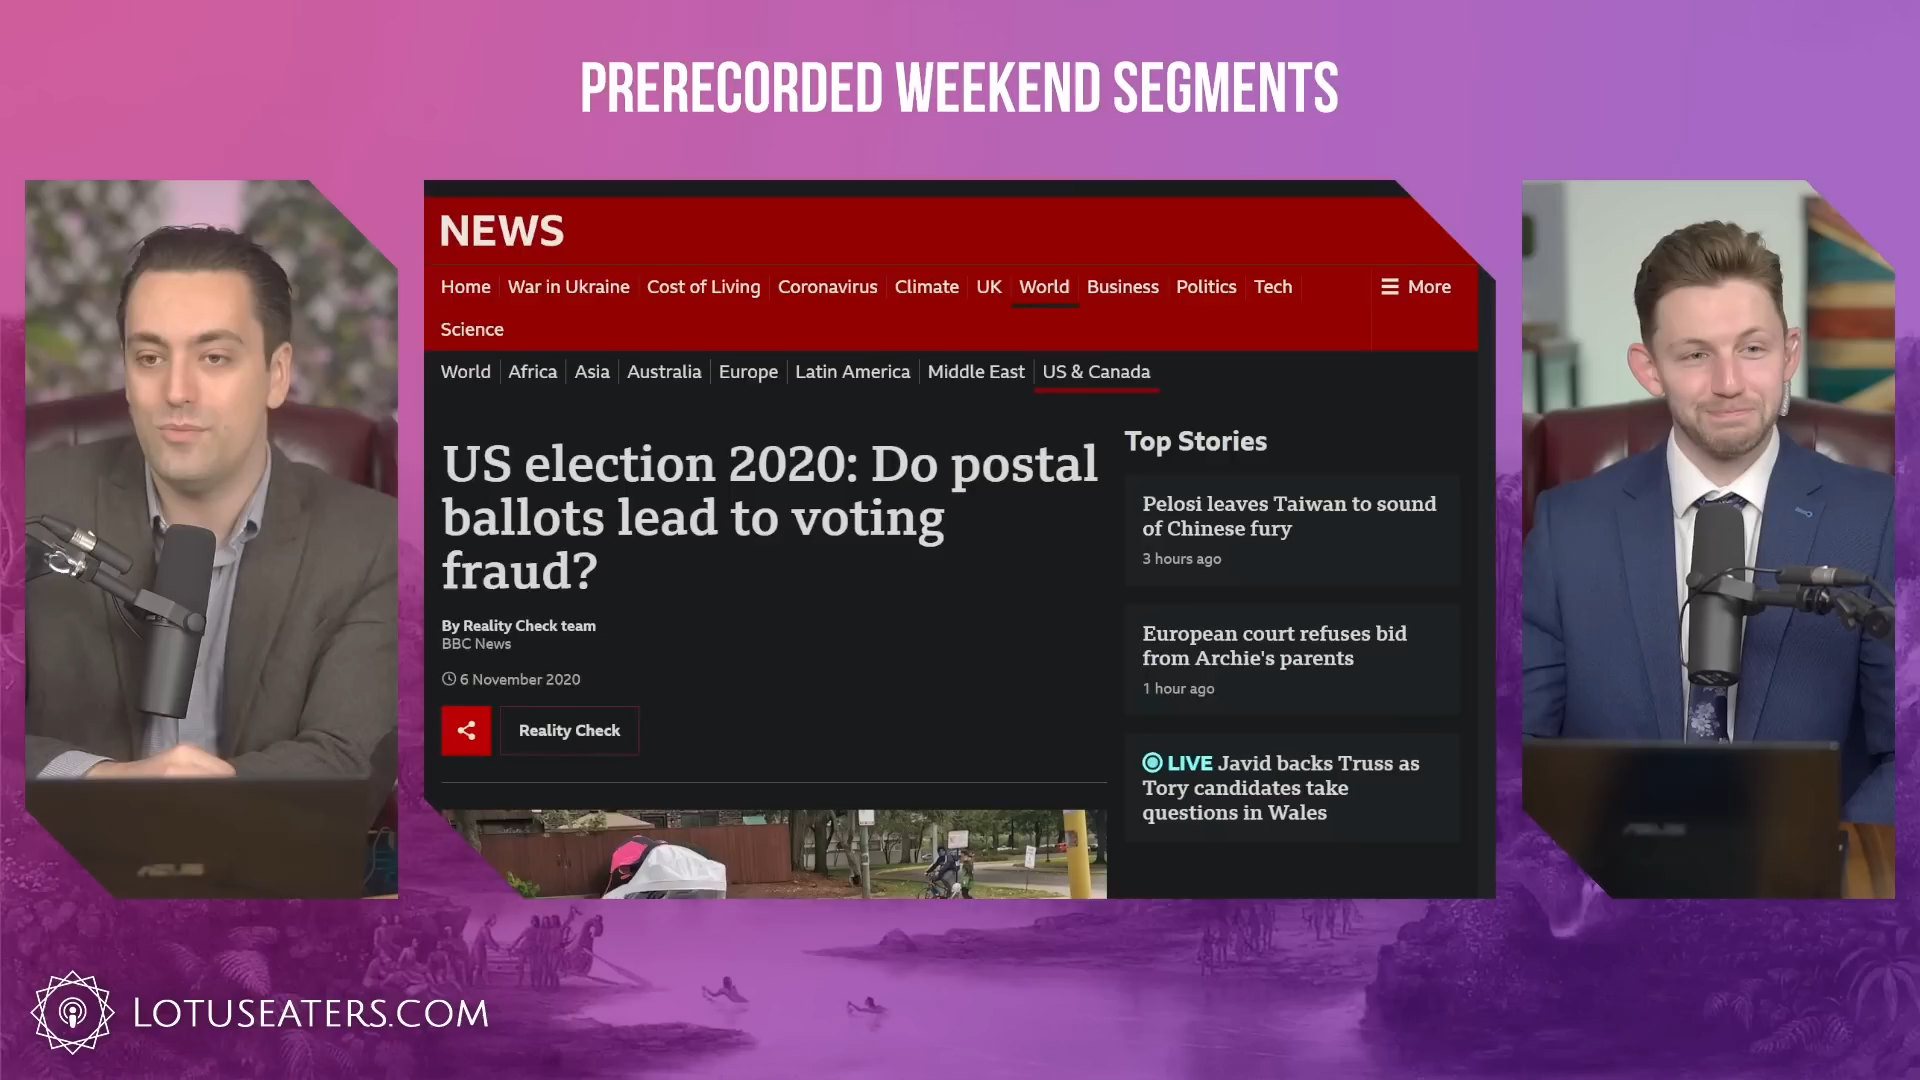 PRERECORDED WEEKEND SEGMENTS
NEWS
Home War in Ukraine Cost of Living Coronavirus Climate UK World Business Politics Tech
More
Science
World Africa Asia Australia Europe Latin America Middle East US & Canada
US election 2020: Do postal
ballots lead to voting
fraud?
By Reality Check team
BBC News
6 November 2020
Reality Check
Top Stories
Pelosi leaves Taiwan to sound
of Chinese fury
3 hours ago
European court refuses bid
from Archie's parents
1 hour ago
LIVE Javid backs Truss as
Tory candidates take
questions in Wales
ASUS
ASUS
LOTUSEATERS.COM